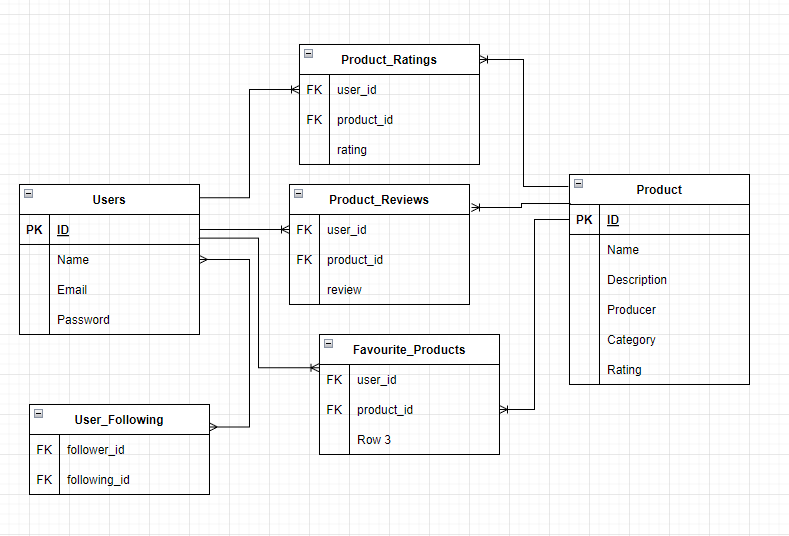 Product_Ratings
FK user_id
FK product_id
rating
Users
PK ID
Name
Email
Password
Product_Reviews
FK user_id
FK product_id
review
Product
PK ID
Name
Description
Producer
Category
Rating
Favourite_Products
FK user_id
FK product_id
Row 3
User_Following
FK follower_id
FK following_id